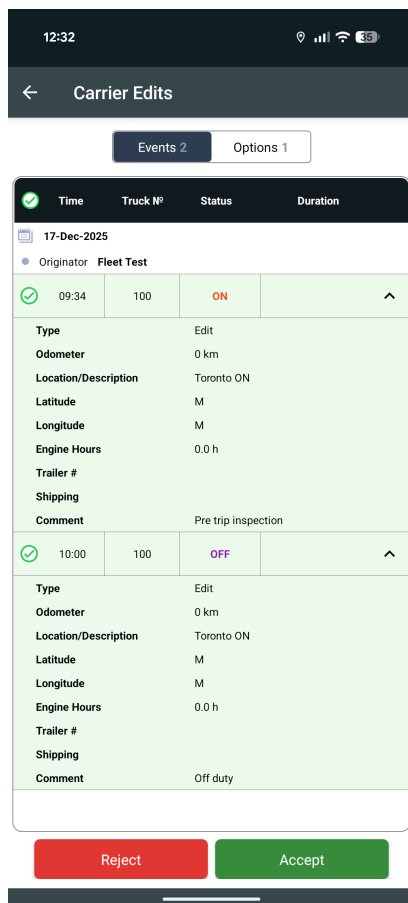 12:32
35
Carrier Edits
Events 2 Options 1
Time Truck Nº Status Duration
17-Dec-2025
Originator Fleet Test
09:34 100 ON
Type Edit
Odometer 0 km
Location/Description Toronto ON
Latitude M
Longitude M
Engine Hours 0.0 h
Trailer #
Shipping
Comment Pre trip inspection
10:00 100 OFF
Type Edit
Odometer 0 km
Location/Description Toronto ON
Latitude M
Longitude M
Engine Hours 0.0 h
Trailer #
Shipping
Comment Off duty
Reject Accept